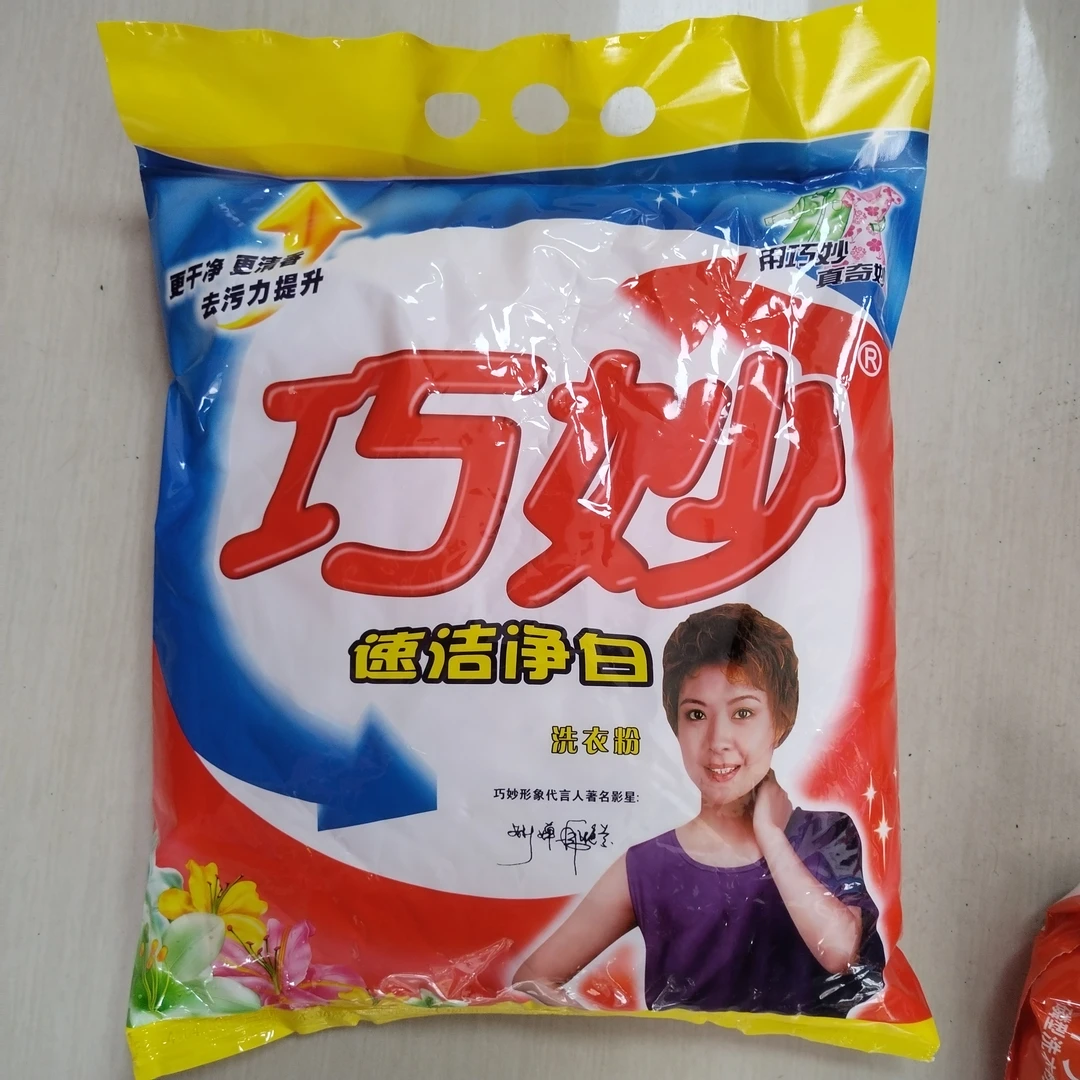 更干净 更清香
去污力提升
用巧妙
真奇妙
巧妙®
速洁净白
洗衣粉
巧妙形象代言人著名影星: